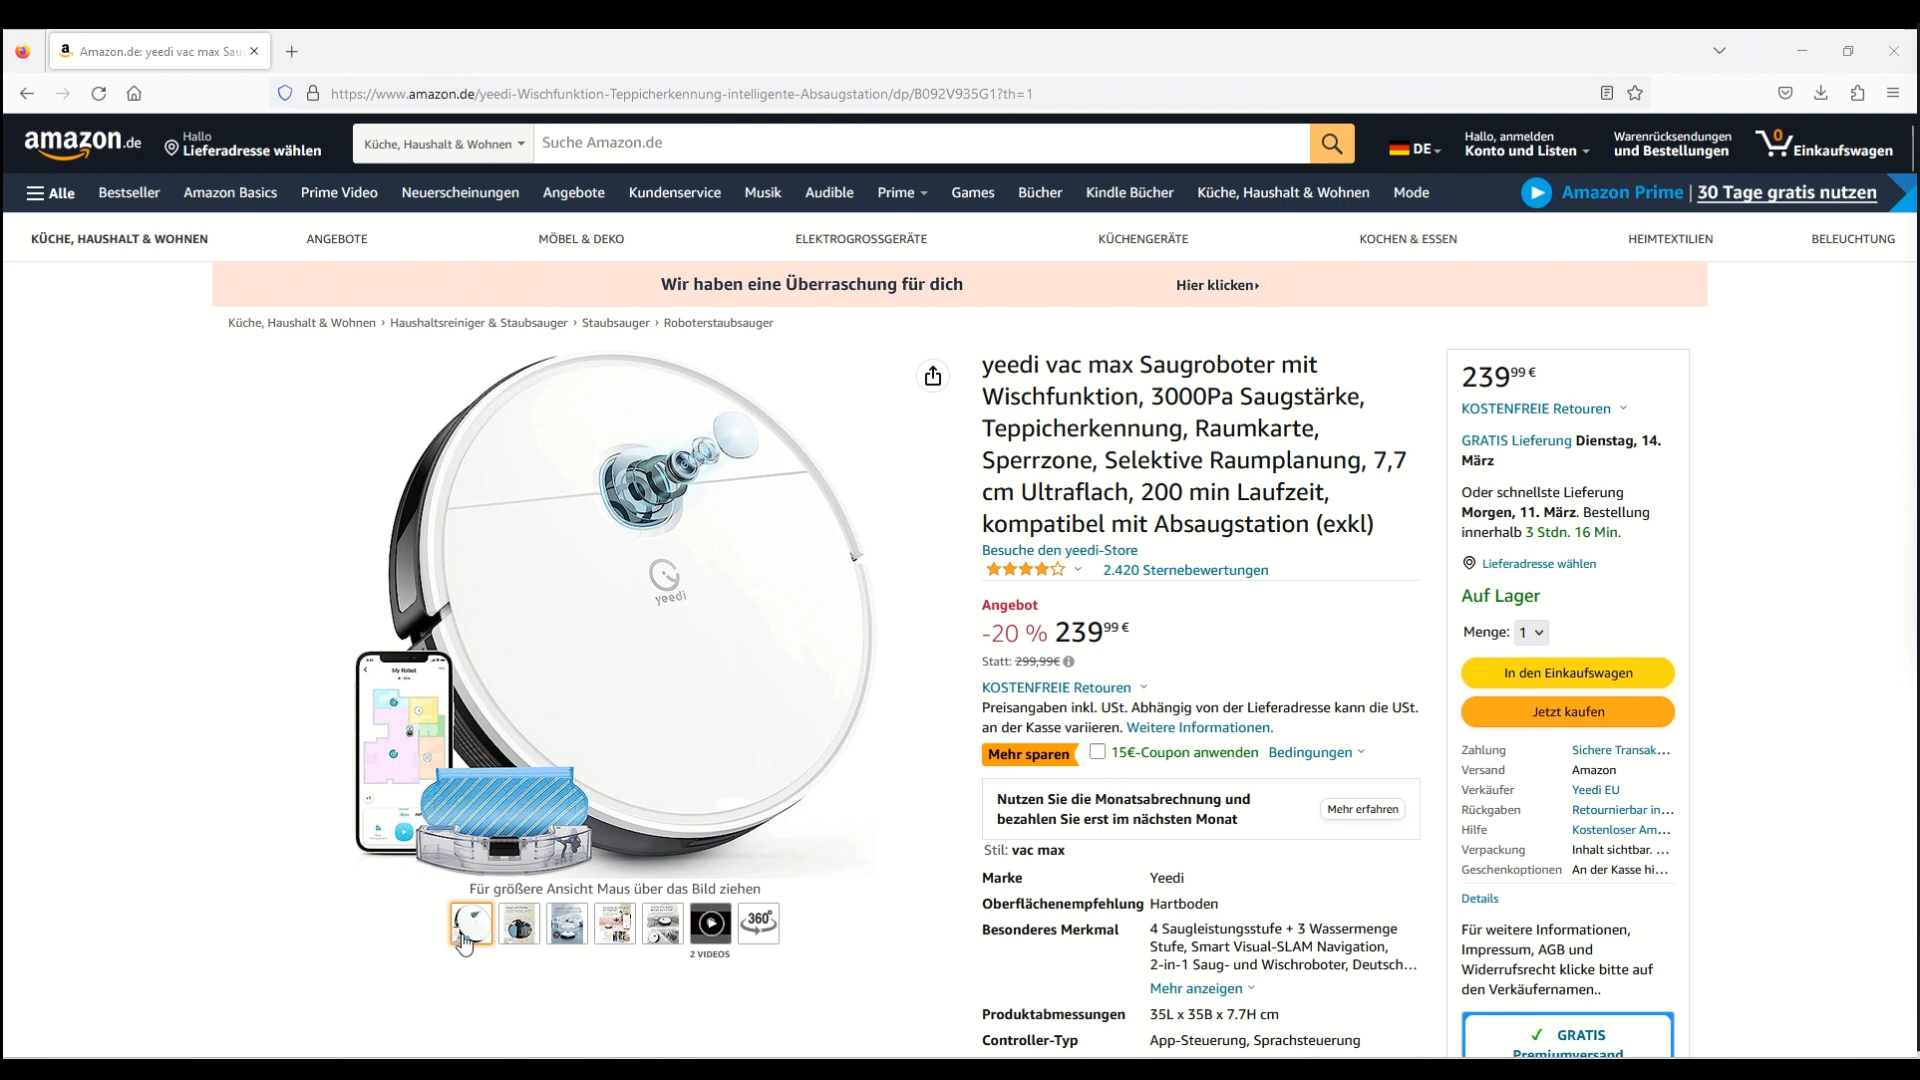 Amazon.de: yeedi vac max Sau
https://www.amazon.de/yeedi-Wischfunktion-Teppicherkennung-intelligente-Absaugstation/dp/B092V935G1?th=1
amazon.de
Hallo
Lieferadresse wählen
Küche, Haushalt & Wohnen
Suche Amazon.de
DE
Hallo, anmelden
Konto und Listen
Warenrücksendungen
und Bestellungen
0
Einkaufswagen
Alle
Bestseller
Amazon Basics
Prime Video
Neuerscheinungen
Angebote
Kundenservice
Musik
Audible
Prime
Games
Bücher
Kindle Bücher
Küche, Haushalt & Wohnen
Mode
Amazon Prime | 30 Tage gratis nutzen
KÜCHE, HAUSHALT & WOHNEN
ANGEBOTE
MÖBEL & DEKO
ELEKTROGROSSGERÄTE
KÜCHENGERÄTE
KOCHEN & ESSEN
HEIMTEXTILIEN
BELEUCHTUNG
Wir haben eine Überraschung für dich
Hier klicken
Küche, Haushalt & Wohnen › Haushaltsreiniger & Staubsauger › Staubsauger › Roboterstaubsauger
yeedi
My Robot
Für größere Ansicht Maus über das Bild ziehen
360°
2 VIDEOS
yeedi vac max Saugroboter mit
Wischfunktion, 3000Pa Saugstärke,
Teppicherkennung, Raumkarte,
Sperrzone, Selektive Raumplanung, 7,7
cm Ultraflach, 200 min Laufzeit,
kompatibel mit Absaugstation (exkl)
Besuche den yeedi-Store
2.420 Sternebewertungen
Angebot
-20 % 23999 €
Statt: 299,99€
KOSTENFREIE Retouren
Preisangaben inkl. USt. Abhängig von der Lieferadresse kann die USt.
an der Kasse variieren. Weitere Informationen.
Mehr sparen 15€-Coupon anwenden Bedingungen
Nutzen Sie die Monatsabrechnung und
bezahlen Sie erst im nächsten Monat
Mehr erfahren
Stil: vac max
Marke Yeedi
Oberflächenempfehlung Hartboden
Besonderes Merkmal 4 Saugleistungsstufe + 3 Wassermenge
Stufe, Smart Visual-SLAM Navigation,
2-in-1 Saug- und Wischroboter, Deutsch...
Mehr anzeigen
Produktabmessungen 35L x 35B x 7.7H cm
Controller-Typ App-Steuerung, Sprachsteuerung
23999 €
KOSTENFREIE Retouren
GRATIS Lieferung Dienstag, 14.
März
Oder schnellste Lieferung
Morgen, 11. März. Bestellung
innerhalb 3 Stdn. 16 Min.
Lieferadresse wählen
Auf Lager
Menge: 1
In den Einkaufswagen
Jetzt kaufen
Zahlung Sichere Transak...
Versand Amazon
Verkäufer Yeedi EU
Rückgaben Retournierbar in...
Hilfe Kostenloser Am...
Verpackung Inhalt sichtbar. ...
Geschenkoptionen An der Kasse hi...
Details
Für weitere Informationen,
Impressum, AGB und
Widerrufsrecht klicke bitte auf
den Verkäufernamen..
GRATIS
Premiumversand